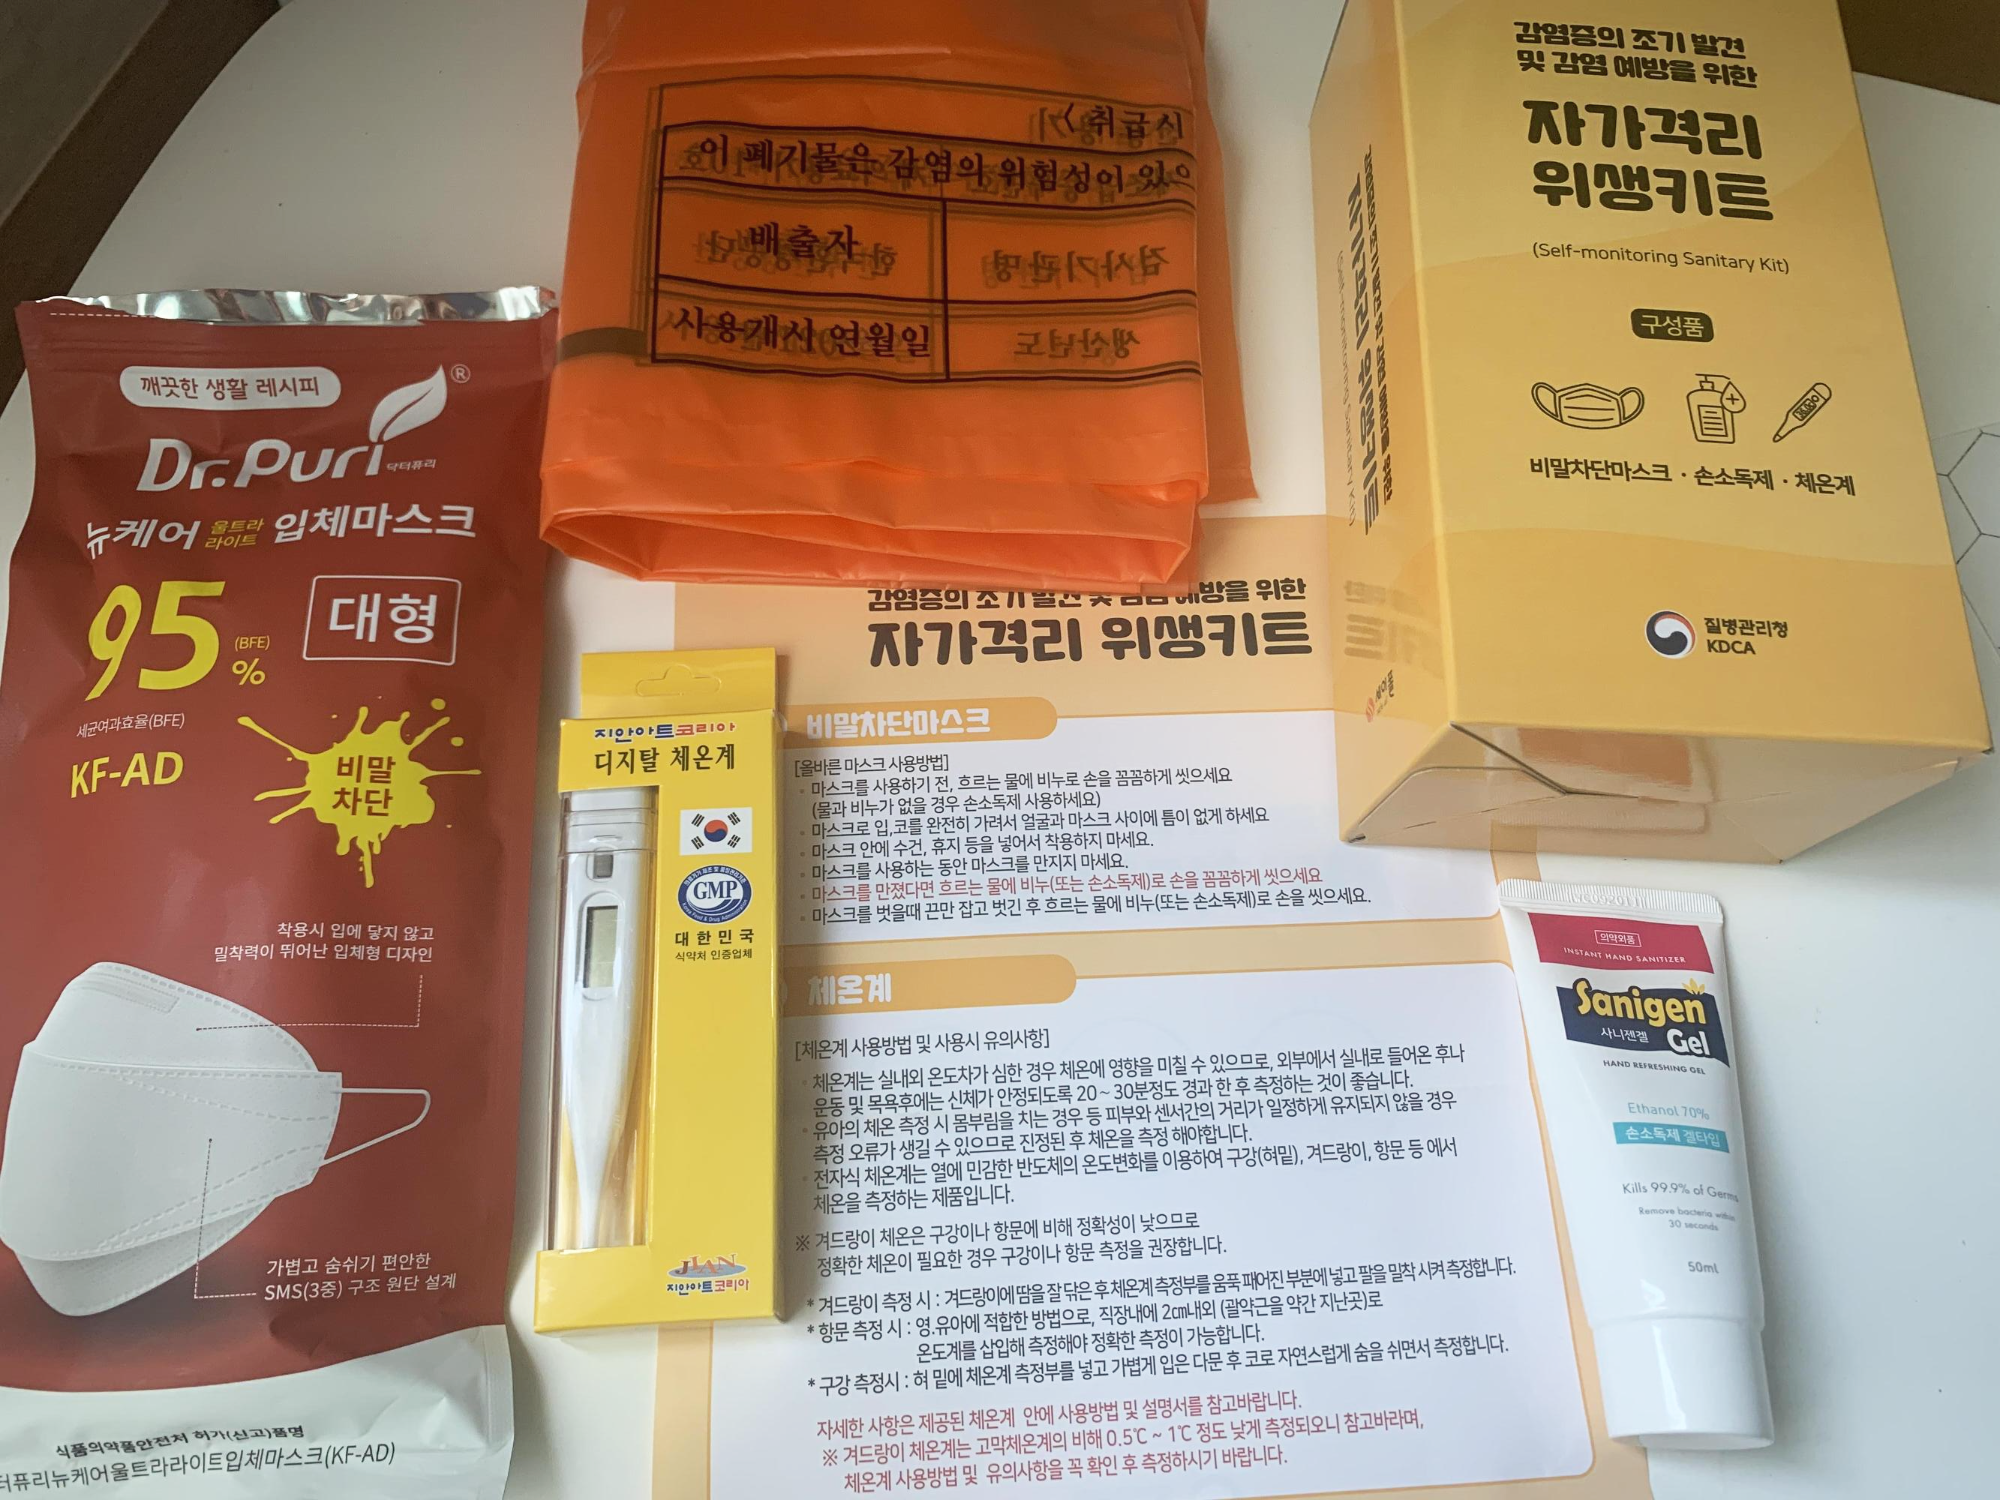 깨끗한 생활 레시피
Dr.Puri
®
닥터퓨리
뉴케어 울트라 라이트 입체마스크
95% (BFE)
대형
세균여과효율(BFE)
KF-AD
비말
차단
착용시 입에 닿지 않고
밀착력이 뛰어난 입체형 디자인
가볍고 숨쉬기 편안한
SMS(3중) 구조 원단 설계
식품의약품안전처 허가(신고)품명
터퓨리뉴케어울트라라이트입체마스크(KF-AD)
취급시
이 폐기물은 감염의 위험성이 있으
배출자
검사기관명
사용개시 연월일
생산년도
감염증의 조기 발견
및 감염 예방을 위한
자가격리
위생키트
(Self-monitoring Sanitary Kit)
구성품
비말차단마스크 · 손소독제 · 체온계
질병관리청
KDCA
자가격리 위생키트
(Self-monitoring Sanitary Kit)
지안아트코리아
디지탈 체온계
GMP
대한민국
식약처 인증업체
JIAN
지안아트코리아
감염증의 조기 발견 및 감염 예방을 위한
자가격리 위생키트
비말차단마스크
[올바른 마스크 사용방법]
· 마스크를 사용하기 전, 흐르는 물에 비누로 손을 꼼꼼하게 씻으세요
(물과 비누가 없을 경우 손소독제 사용하세요)
· 마스크로 입,코를 완전히 가려서 얼굴과 마스크 사이에 틈이 없게 하세요
· 마스크 안에 수건, 휴지 등을 넣어서 착용하지 마세요.
· 마스크를 사용하는 동안 마스크를 만지지 마세요.
· 마스크를 만졌다면 흐르는 물에 비누(또는 손소독제)로 손을 꼼꼼하게 씻으세요
· 마스크를 벗을때 끈만 잡고 벗긴 후 흐르는 물에 비누(또는 손소독제)로 손을 씻으세요.
체온계
[체온계 사용방법 및 사용시 유의사항]
· 체온계는 실내외 온도차가 심한 경우 체온에 영향을 미칠 수 있으므로, 외부에서 실내로 들어온 후나
운동 및 목욕후에는 신체가 안정되도록 20~30분정도 경과 한 후 측정하는 것이 좋습니다.
· 유아의 체온 측정 시 몸부림을 치는 경우 등 피부와 센서간의 거리가 일정하게 유지되지 않을 경우
측정 오류가 생길 수 있으므로 진정된 후 체온을 측정 해야합니다.
· 전자식 체온계는 열에 민감한 반도체의 온도변화를 이용하여 구강(혀밑), 겨드랑이, 항문 등 에서
체온을 측정하는 제품입니다.
※ 겨드랑이 체온은 구강이나 항문에 비해 정확성이 낮으므로
정확한 체온이 필요한 경우 구강이나 항문 측정을 권장합니다.
* 겨드랑이 측정 시 : 겨드랑이에 땀을 잘 닦은 후 체온계 측정부를 움푹 패어진 부분에 넣고 팔을 밀착 시켜 측정합니다.
* 항문 측정 시 : 영.유아에 적합한 방법으로, 직장내에 2㎝내외 (괄약근을 약간 지난곳)로
온도계를 삽입해 측정해야 정확한 측정이 가능합니다.
* 구강 측정시 : 혀 밑에 체온계 측정부를 넣고 가볍게 입은 다문 후 코로 자연스럽게 숨을 쉬면서 측정합니다.
자세한 사항은 제공된 체온계 안에 사용방법 및 설명서를 참고바랍니다.
※ 겨드랑이 체온계는 고막체온계의 비해 0.5℃ ~ 1℃ 정도 낮게 측정되오니 참고바라며,
체온계 사용방법 및 유의사항을 꼭 확인 후 측정하시기 바랍니다.
의약외품
INSTANT HAND SANITIZER
Sanigen
사니젠겔 Gel
HAND REFRESHING GEL
Ethanol 70%
손소독제 겔타입
Kills 99.9% of Germs
Remove bacteria within
30 seconds
50ml